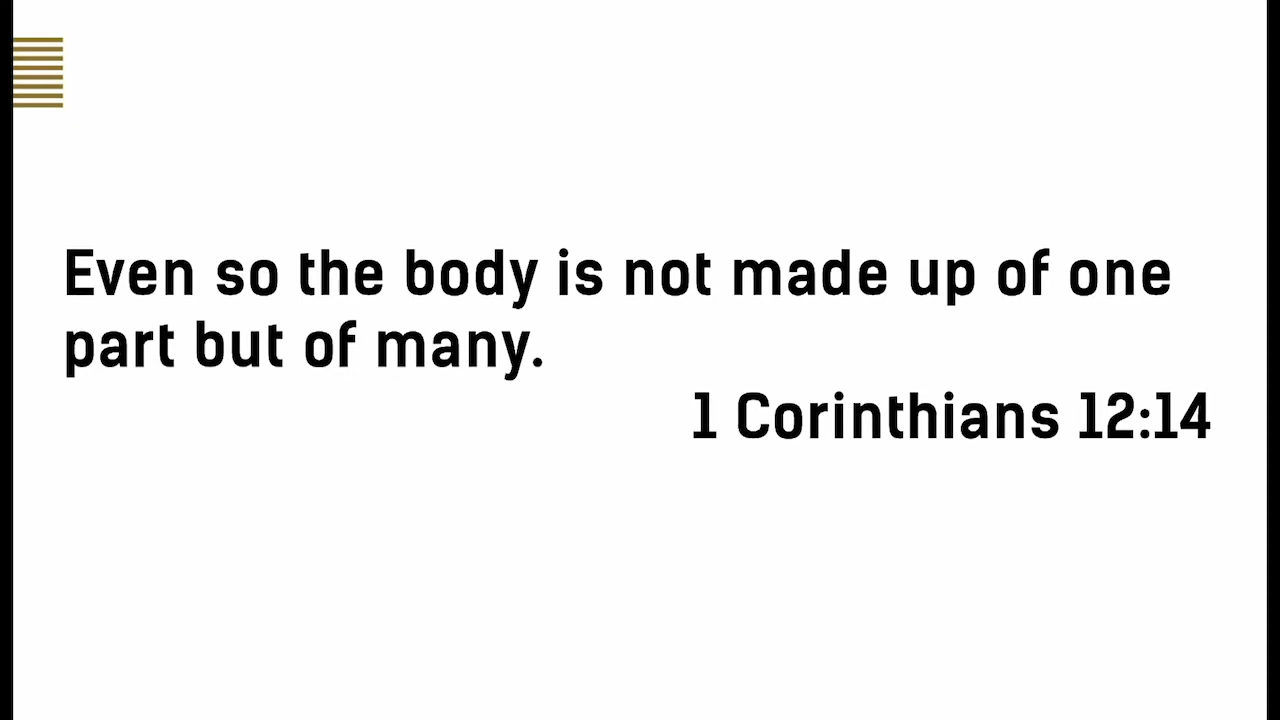 Even so the body is not made up of one
part but of many.
1 Corinthians 12:14